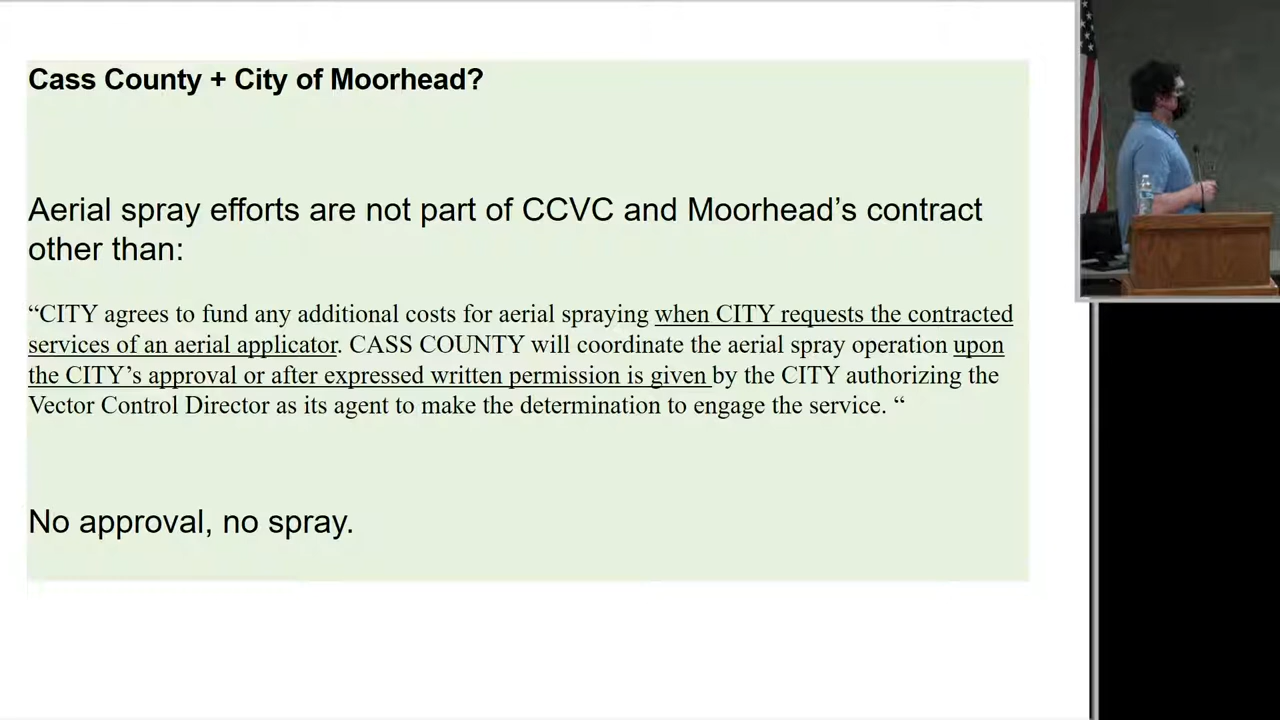 Cass County + City of Moorhead?
Aerial spray efforts are not part of CCVC and Moorhead’s contract
other than:
“CITY agrees to fund any additional costs for aerial spraying when CITY requests the contracted
services of an aerial applicator. CASS COUNTY will coordinate the aerial spray operation upon
the CITY’s approval or after expressed written permission is given by the CITY authorizing the
Vector Control Director as its agent to make the determination to engage the service. “
No approval, no spray.